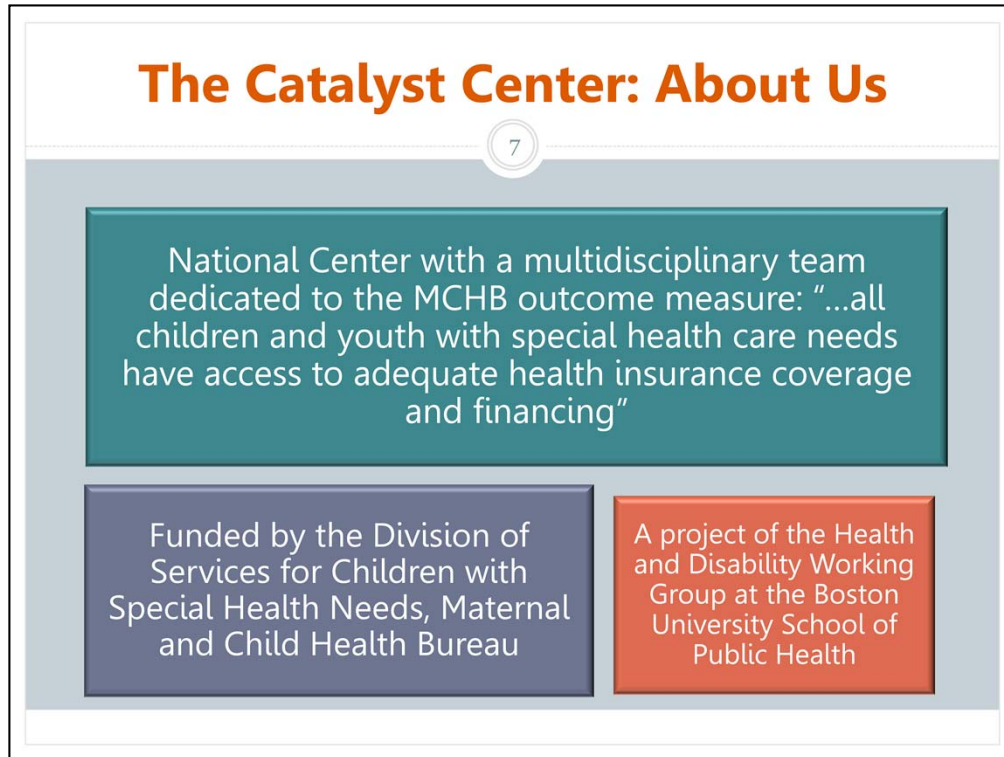 The Catalyst Center: About Us
7
National Center with a multidisciplinary team
dedicated to the MCHB outcome measure: “…all
children and youth with special health care needs
have access to adequate health insurance coverage
and financing”
Funded by the Division of
Services for Children with
Special Health Needs, Maternal
and Child Health Bureau
A project of the Health
and Disability Working
Group at the Boston
University School of
Public Health